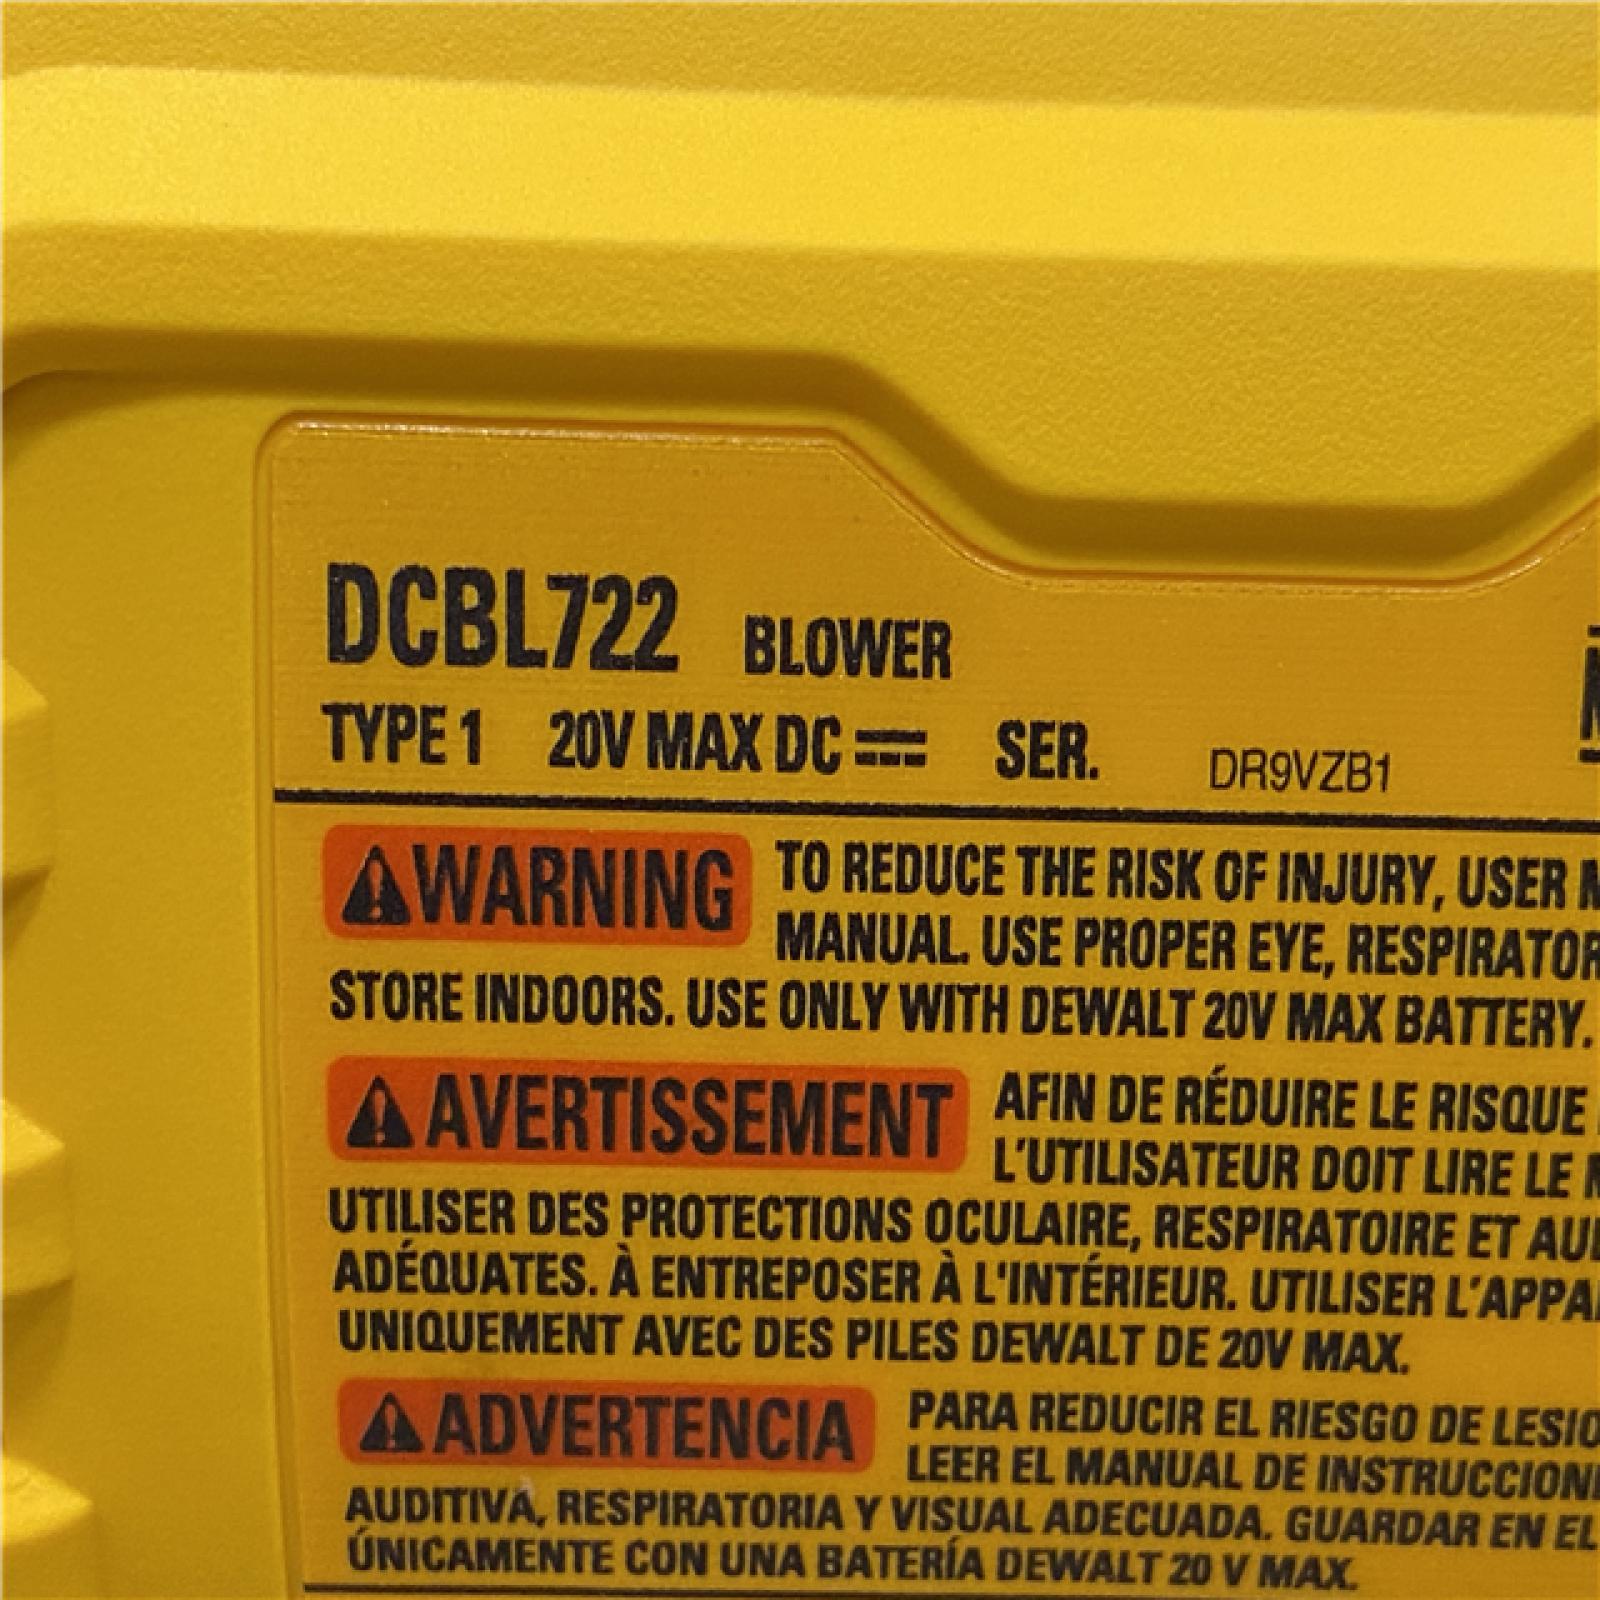 DCBL722 BLOWER
TYPE 1 20V MAX DC SER. DR9VZB1
WARNING TO REDUCE THE RISK OF INJURY, USER
MANUAL. USE PROPER EYE, RESPIRATOR
STORE INDOORS. USE ONLY WITH DEWALT 20V MAX BATTERY.
AVERTISSEMENT AFIN DE RÉDUIRE LE RISQUE
L'UTILISATEUR DOIT LIRE LE
UTILISER DES PROTECTIONS OCULAIRE, RESPIRATOIRE ET AU
ADÉQUATES. À ENTREPOSER À L'INTÉRIEUR. UTILISER L'APPA
UNIQUEMENT AVEC DES PILES DEWALT DE 20V MAX.
ADVERTENCIA PARA REDUCIR EL RIESGO DE LESIO
LEER EL MANUAL DE INSTRUCCION
AUDITIVA, RESPIRATORIA Y VISUAL ADECUADA. GUARDAR EN EL
ÚNICAMENTE CON UNA BATERÍA DEWALT 20 V MAX.